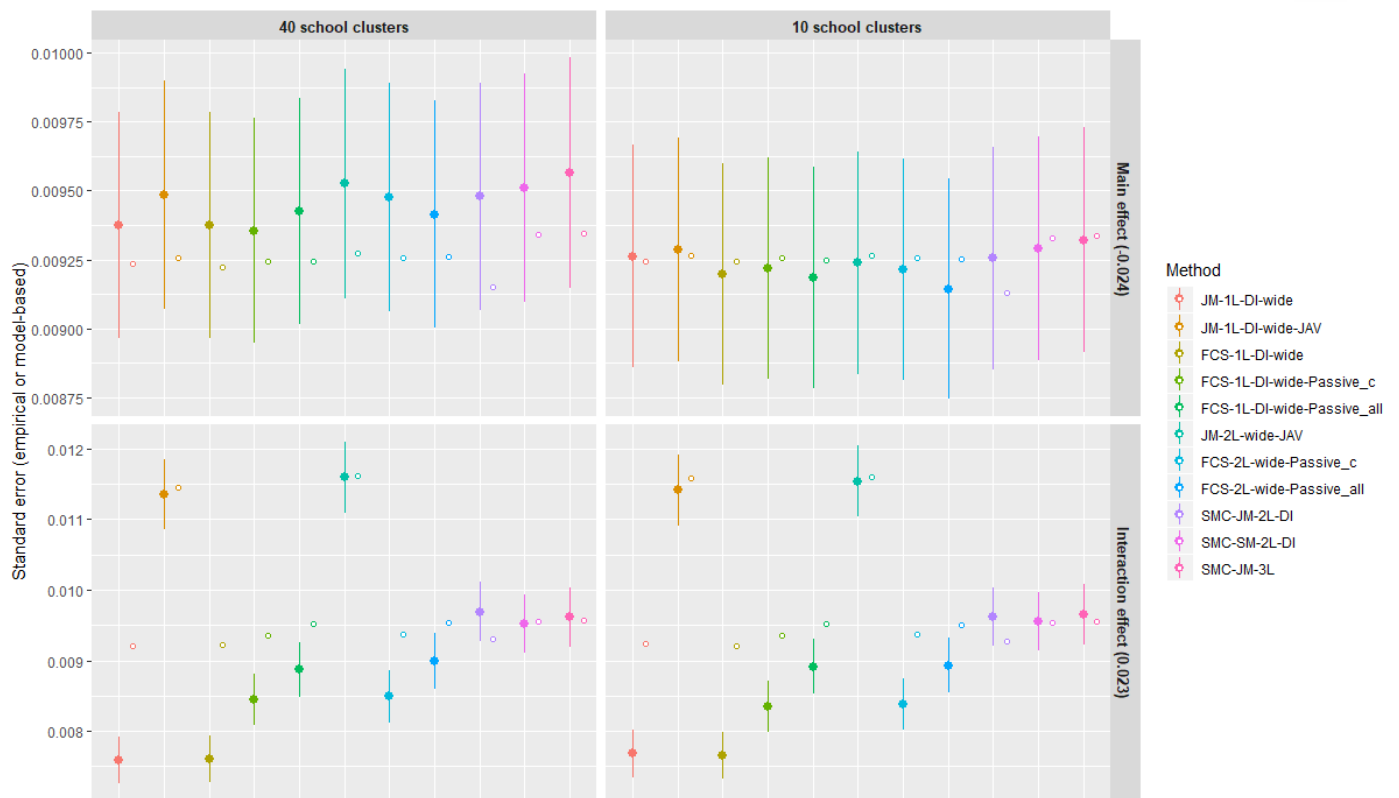 40 school clusters
10 school clusters
Standard error (empirical or model-based)
0.01000
0.00975
0.00950
0.00925
0.00900
0.00875
Main effect (-0.024)
0.012
0.011
0.010
0.009
0.008
Interaction effect (0.023)
Method
JM-1L-DI-wide
JM-1L-DI-wide-JAV
FCS-1L-DI-wide
FCS-1L-DI-wide-Passive_c
FCS-1L-DI-wide-Passive_all
JM-2L-wide-JAV
FCS-2L-wide-Passive_c
FCS-2L-wide-Passive_all
SMC-JM-2L-DI
SMC-SM-2L-DI
SMC-JM-3L